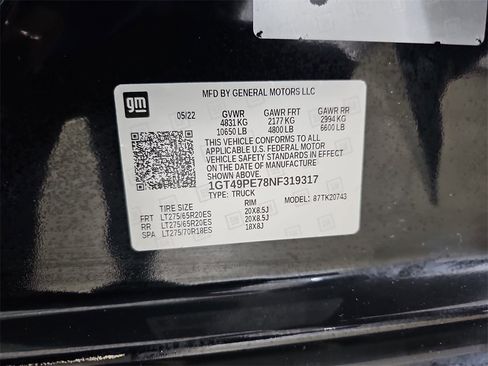 gm
MFD BY GENERAL MOTORS LLC
05/22 GVWR GAWR FRT GAWR RR
4831 KG 2177 KG 2994 KG
10650 LB 4800 LB 6600 LB
THIS VEHICLE CONFORMS TO ALL
APPLICABLE U.S. FEDERAL MOTOR
VEHICLE SAFETY STANDARDS IN EFFECT
ON THE DATE OF MANUFACTURE
SHOWN ABOVE.
1GT49PE78NF319317
TYPE: TRUCK
TIRE SIZE RIM MODEL: 87TK20743
FRT LT275/65R20ES 20X8.5J
RR LT275/65R20ES 20X8.5J
SPA LT275/70R18ES 18X8J